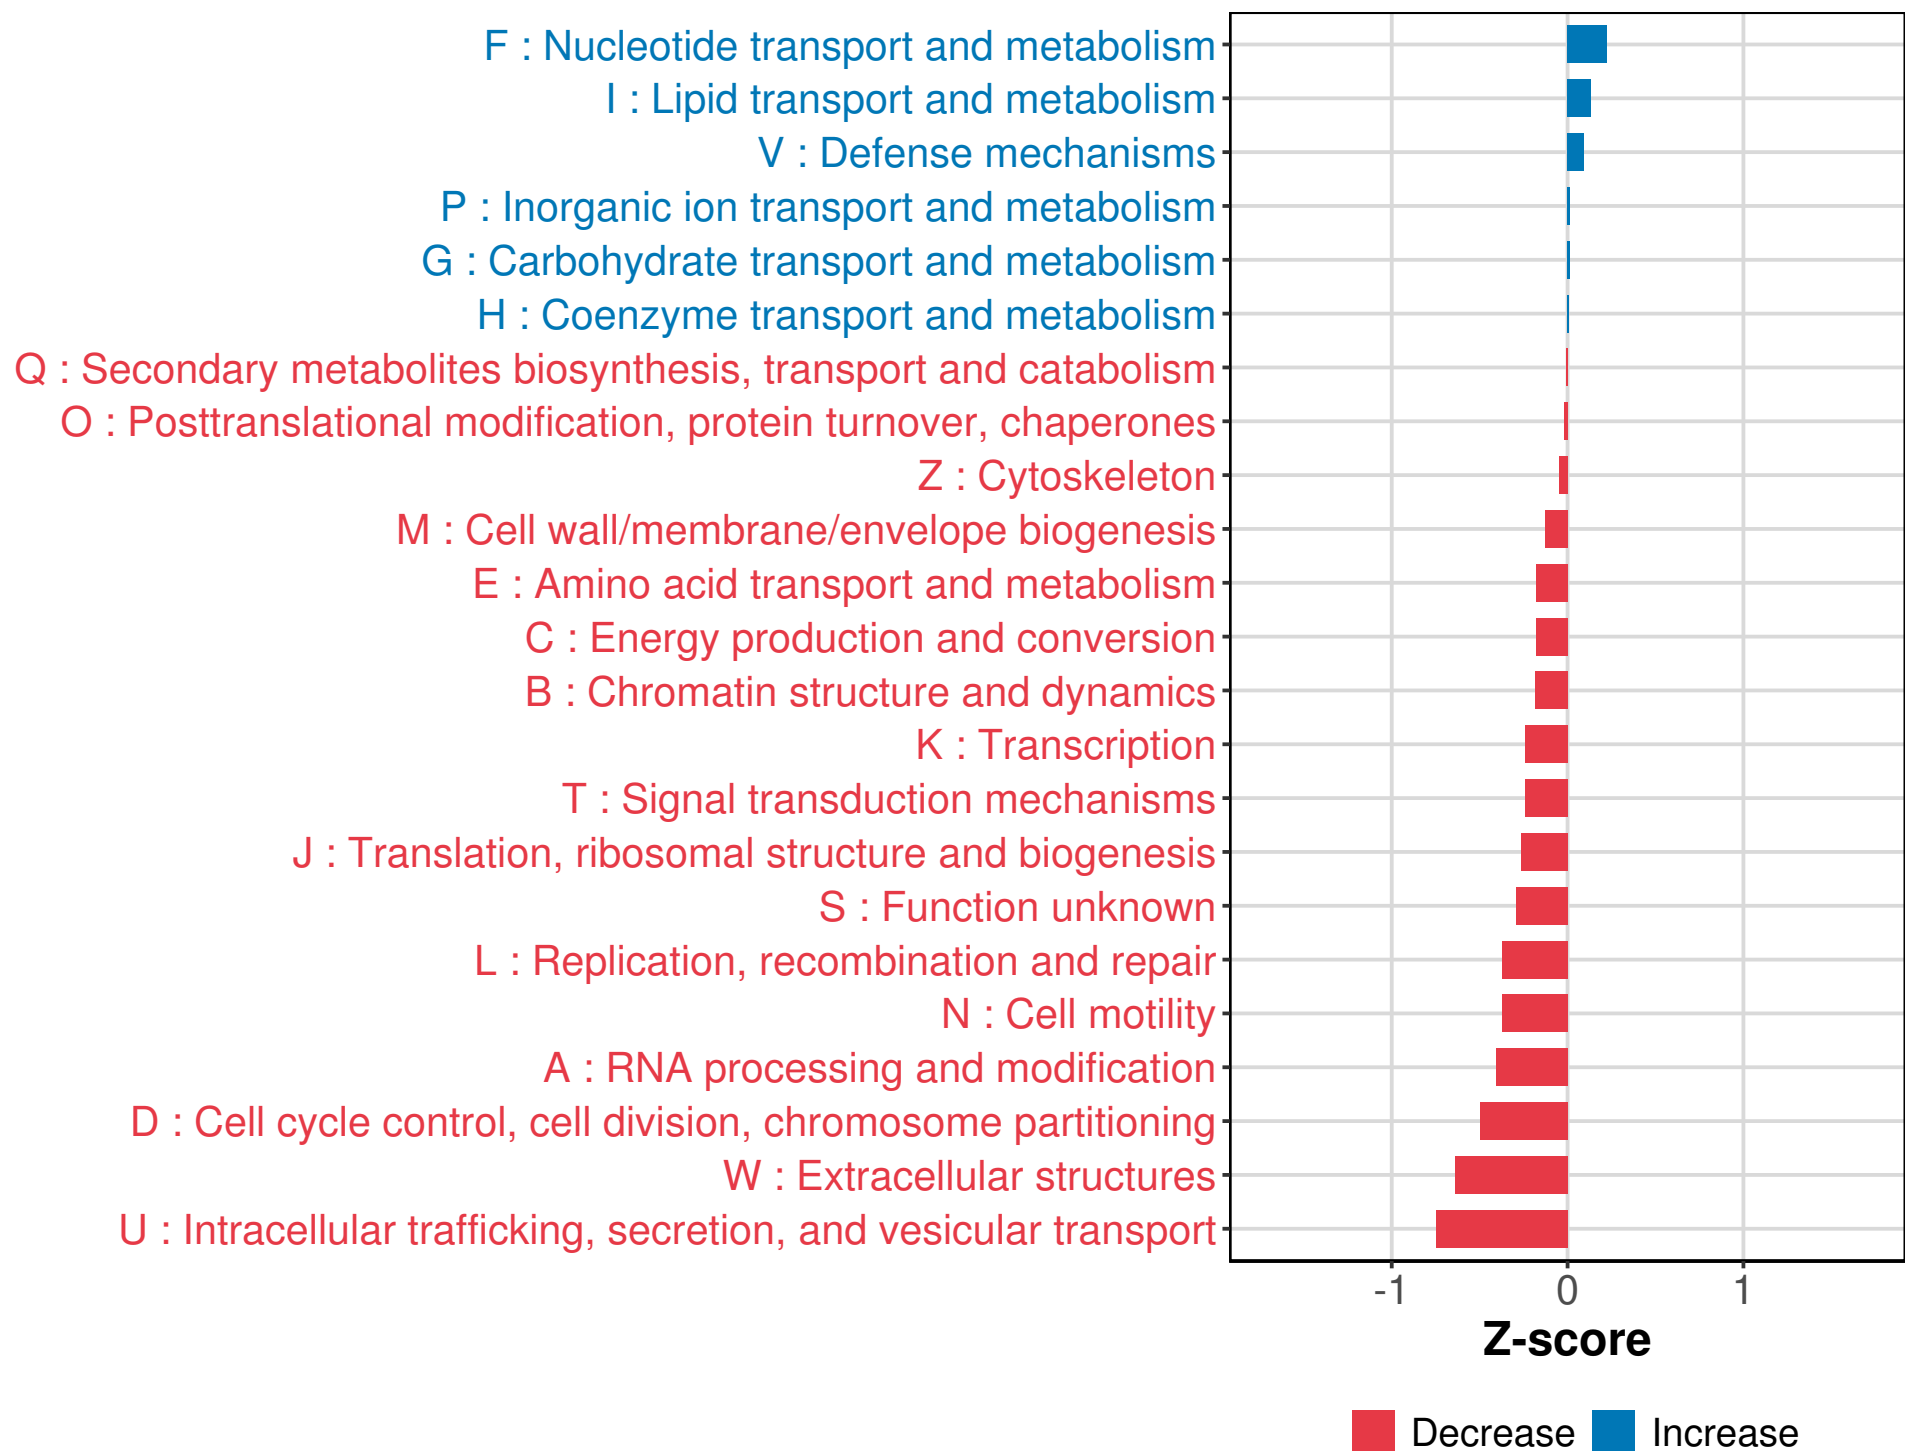 F : Nucleotide transport and metabolism
I : Lipid transport and metabolism
V : Defense mechanisms
P : Inorganic ion transport and metabolism
G : Carbohydrate transport and metabolism
H : Coenzyme transport and metabolism
Q : Secondary metabolites biosynthesis, transport and catabolism
O : Posttranslational modification, protein turnover, chaperones
Z : Cytoskeleton
M : Cell wall/membrane/envelope biogenesis
E : Amino acid transport and metabolism
C : Energy production and conversion
B : Chromatin structure and dynamics
K : Transcription
T : Signal transduction mechanisms
J : Translation, ribosomal structure and biogenesis
S : Function unknown
L : Replication, recombination and repair
N : Cell motility
A : RNA processing and modification
D : Cell cycle control, cell division, chromosome partitioning
W : Extracellular structures
U : Intracellular trafficking, secretion, and vesicular transport
-1 0 1
Z-score
Decrease Increase